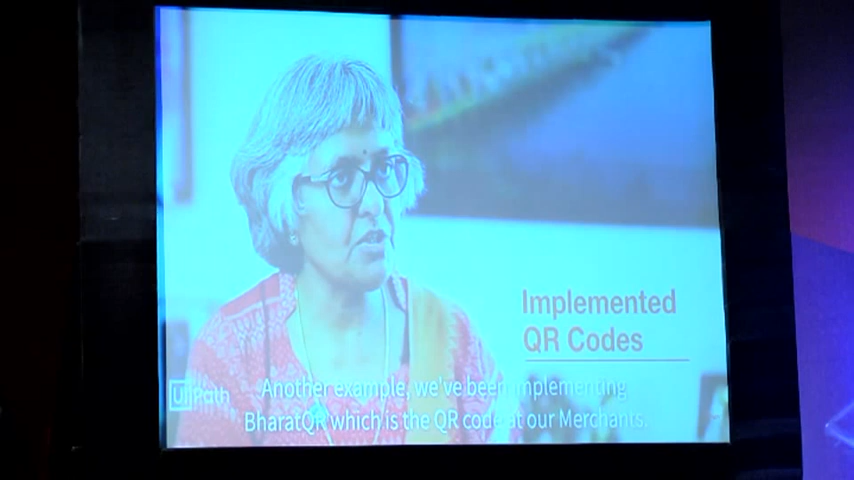 Implemented
QR Codes
UiPath
Another example, we've been implementing
BharatQR which is the QR code at our Merchants.